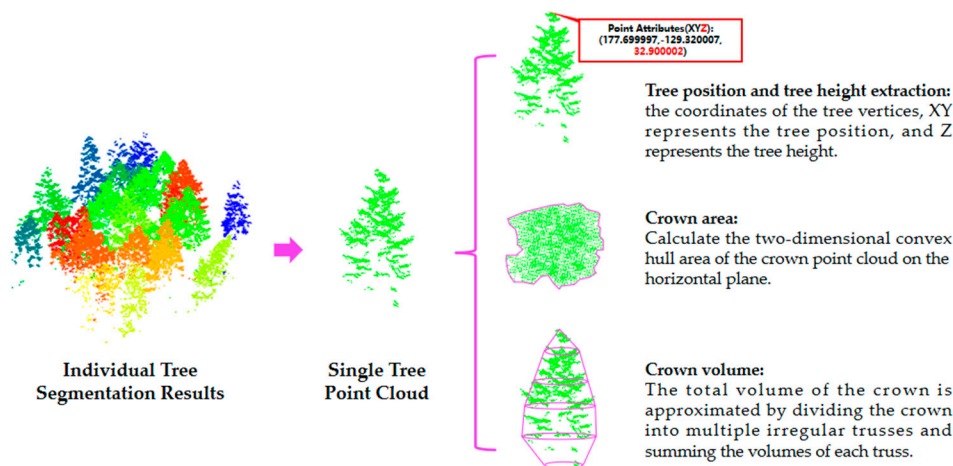 Point Attributes(XYZ):
(177.699997,-129.320007,
32.900002)
Tree position and tree height extraction:
the coordinates of the tree vertices, XY
represents the tree position, and Z
represents the tree height.
Crown area:
Calculate the two-dimensional convex
hull area of the crown point cloud on the
horizontal plane.
Individual Tree
Segmentation Results
Single Tree
Point Cloud
Crown volume:
The total volume of the crown is
approximated by dividing the crown
into multiple irregular trusses and
summing the volumes of each truss.